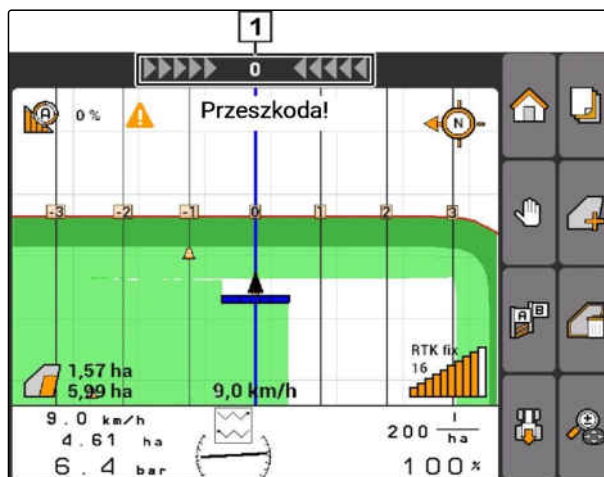 1
0
0 %
Przeszkoda!
N
A
-3 -2 -1 0 1 2 3
A B
1,57 ha
5,99 ha
9,0 km/h
RTK fix
16
9.0 km/h
4.61 ha
6.4 bar
200 l/ha
100 %